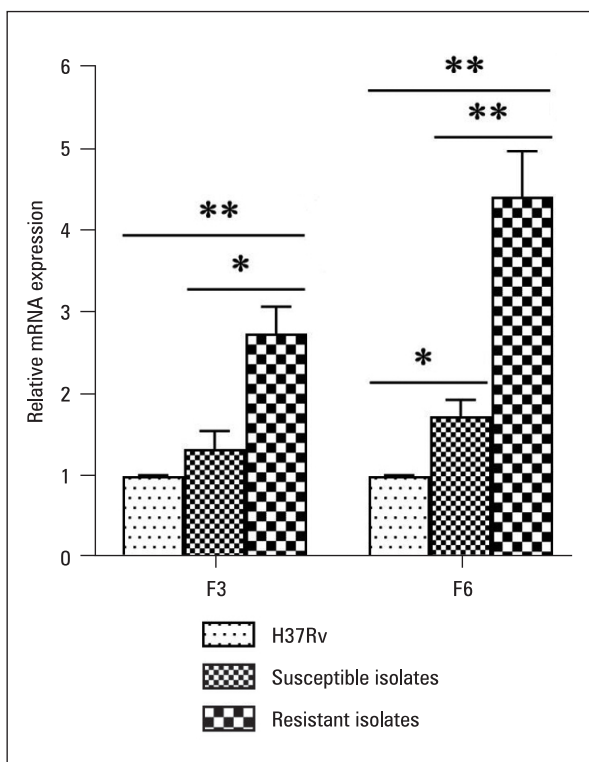 Relative mRNA expression
6
5
4
3
2
1
0
**
*
**
**
*
F3
F6
H37Rv
Susceptible isolates
Resistant isolates